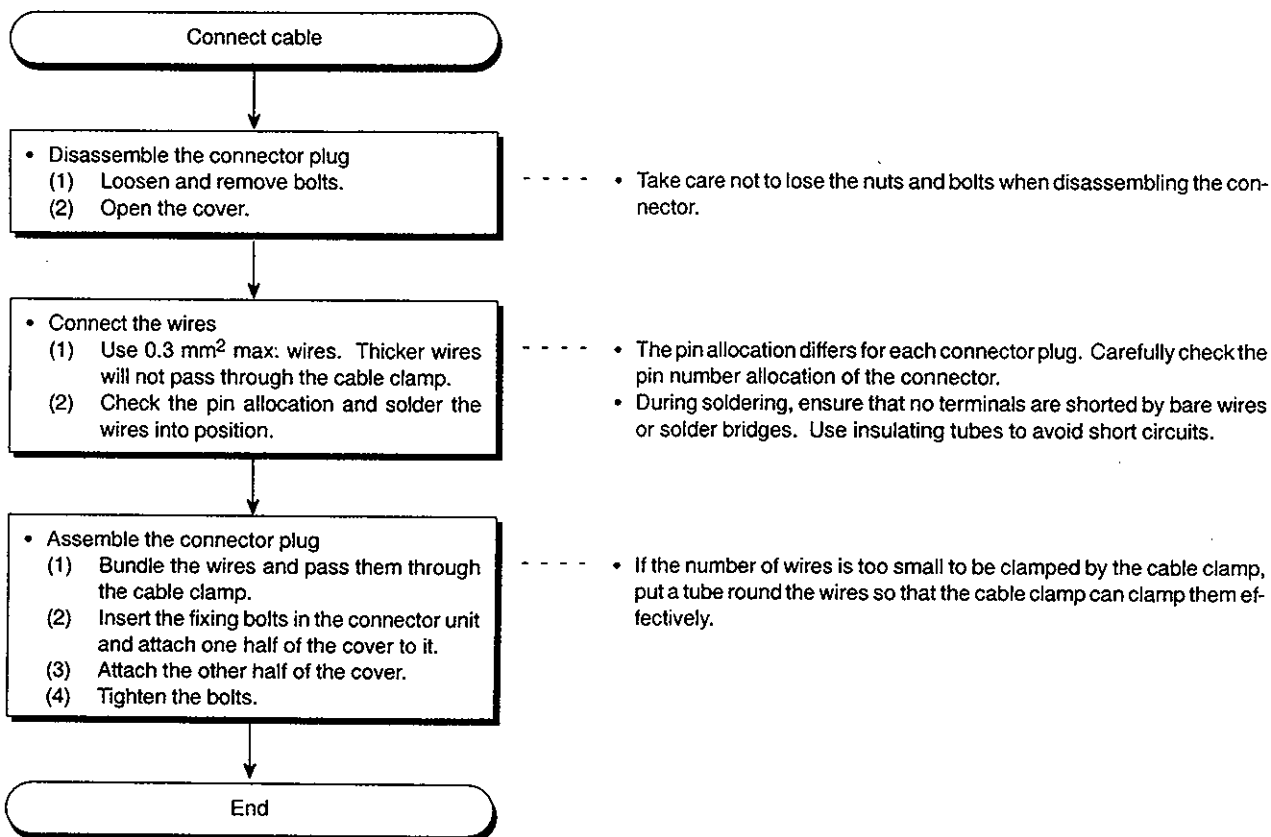 Connect cable
• Disassemble the connector plug
(1) Loosen and remove bolts.
(2) Open the cover.
• Take care not to lose the nuts and bolts when disassembling the con-
nector.
• Connect the wires
(1) Use 0.3 mm² max: wires. Thicker wires
will not pass through the cable clamp.
(2) Check the pin allocation and solder the
wires into position.
• The pin allocation differs for each connector plug. Carefully check the
pin number allocation of the connector.
• During soldering, ensure that no terminals are shorted by bare wires
or solder bridges. Use insulating tubes to avoid short circuits.
• Assemble the connector plug
(1) Bundle the wires and pass them through
the cable clamp.
(2) Insert the fixing bolts in the connector unit
and attach one half of the cover to it.
(3) Attach the other half of the cover.
(4) Tighten the bolts.
• If the number of wires is too small to be clamped by the cable clamp,
put a tube round the wires so that the cable clamp can clamp them ef-
fectively.
End